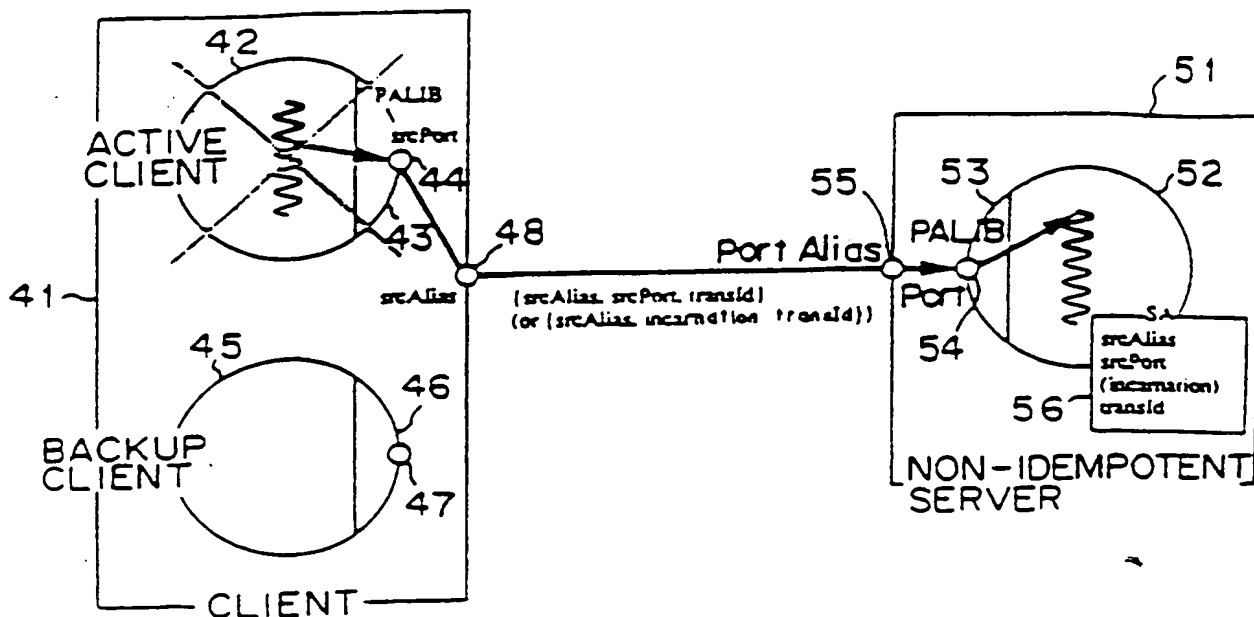 42
PALIB
srcPort
ACTIVE
CLIENT
44
43
48
41
srcAlias
45
46
BACKUP
CLIENT
47
CLIENT
Port Alias
(srcAlias, srcPort, transId)
(or (srcAlias, incarnation transId))
51
55
53
52
PALIB
Port
54
SA
srcAlias
srcPort
(incarnation)
transId
56
NON-IDEMPOTENT
SERVER